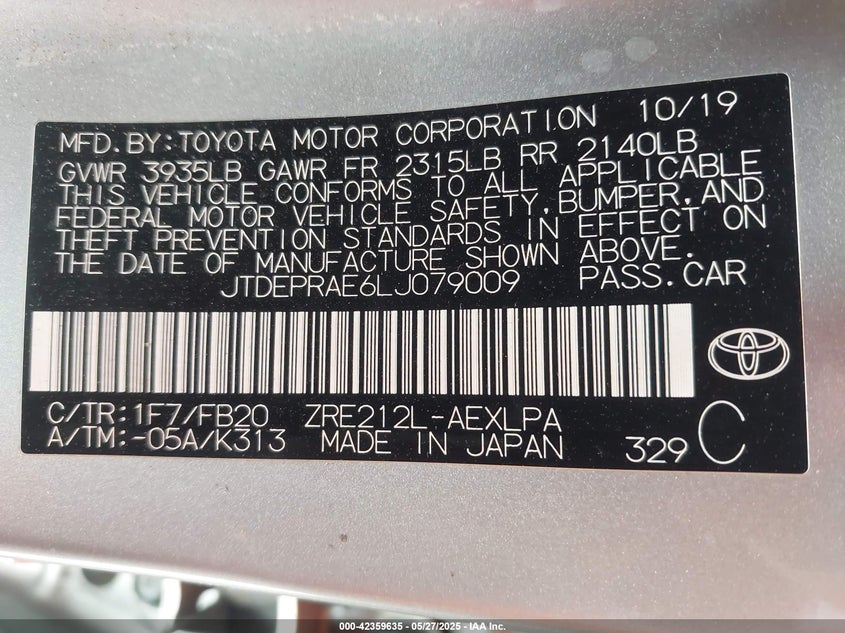 10/19
MFD.BY:TOYOTA MOTOR CORPORATION
GVWR 3935LB GAWR FR 2315LB RR 2140LB
THIS VEHICLE CONFORMS TO ALL APPLICABLE
FEDERAL MOTOR VEHICLE SAFETY,BUMPER,AND
THEFT PREVENTION STANDARDS IN EFFECT ON
THE DATE OF MANUFACTURE SHOWN ABOVE.
JTDEPRAE6LJ079009 PASS.CAR
C/TR:1F7/FB20 ZRE212L-AEXLPA
A/TM:-05A/K313 MADE IN JAPAN 329 C
000-42359635 - 05/27/2025 - IAA Inc.